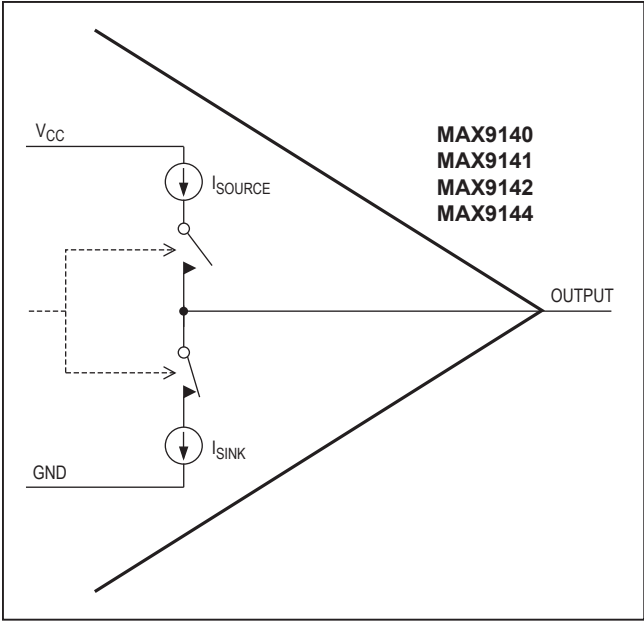 MAX9140
MAX9141
MAX9142
MAX9144
VCC
ISOURCE
OUTPUT
ISINK
GND